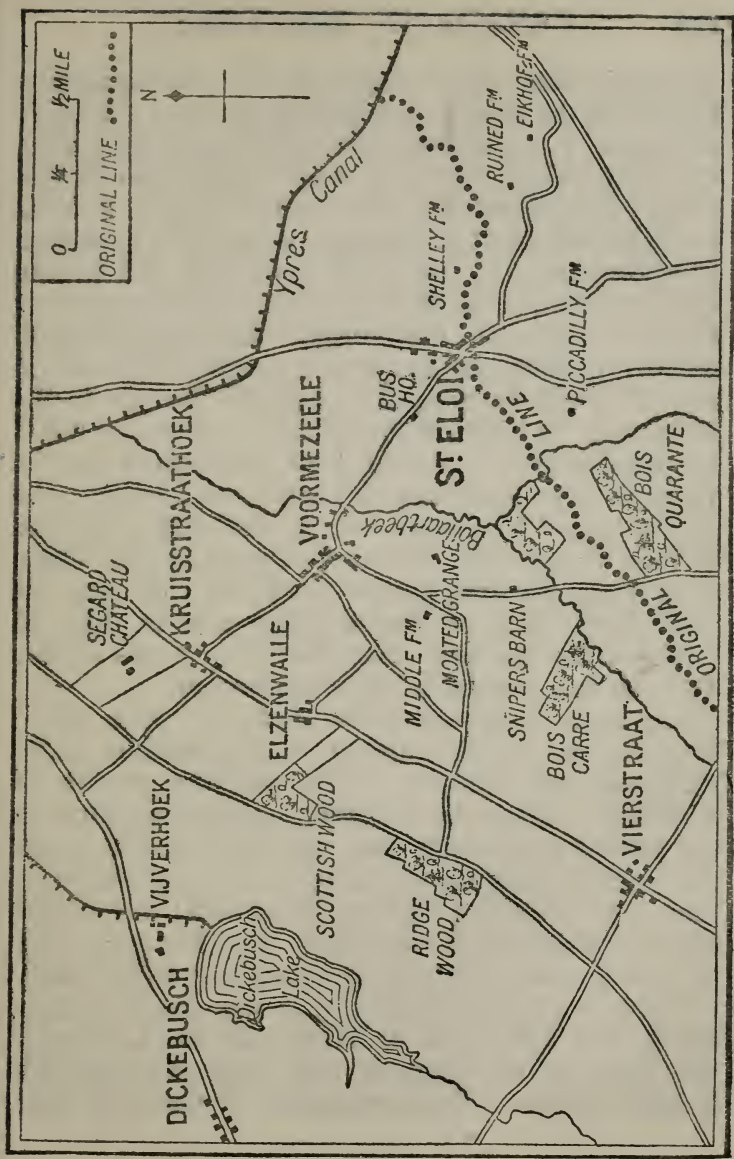 0 ¼ ½ MILE
ORIGINAL LINE
N
Ypres
Canal
SHELLEY FM
RUINED FM
EIKHOF FM
BUS
HO.
ST ELOI
PICCADILLY FM
VOORMEZEELE
KRUISSTRAATHOEK
SEGARD
CHATEAU
ELZENWALLE
MIDDLE FM
MOATED GRANGE
Bollaartbeek
ORIGINAL LINE
BOIS
QUARANTE
SNIPERS BARN
BOIS
CARRE
VIERSTRAAT
SCOTTISH WOOD
RIDGE
WOOD
VIJVERHOEK
DICKEBUSCH
Dickebusch
Lake